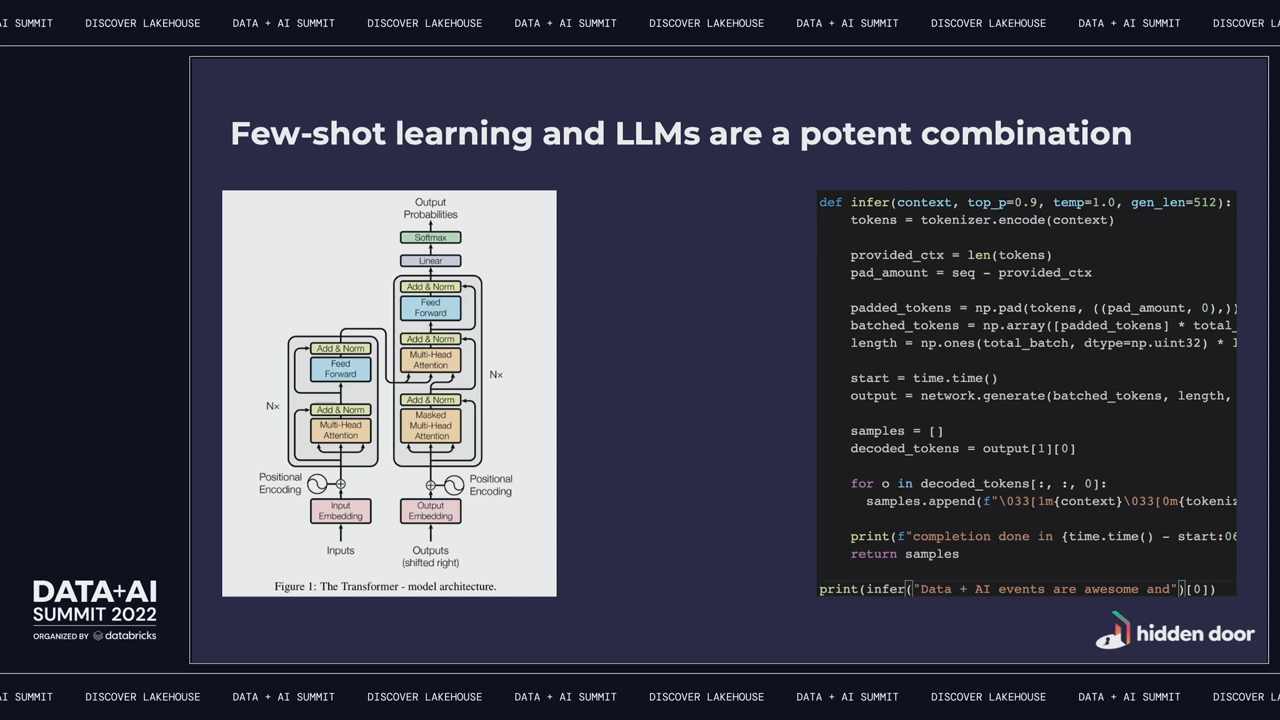 AI SUMMIT DISCOVER LAKEHOUSE DATA + AI SUMMIT DISCOVER LAKEHOUSE DATA + AI SUMMIT DISCOVER LAKEHOUSE DATA + AI SUMMIT DISCOVER LAKEHOUSE DATA + AI SUMMIT DISCOVER
Few-shot learning and LLMs are a potent combination
Output
Probabilities
Softmax
Linear
Add & Norm
Feed
Forward
Add & Norm
Multi-Head
Attention
Add & Norm
Masked
Multi-Head
Attention
Nx
Add & Norm
Feed
Forward
Add & Norm
Multi-Head
Attention
Nx
Positional
Encoding
Positional
Encoding
Input
Embedding
Output
Embedding
Inputs
Outputs
(shifted right)
Figure 1: The Transformer - model architecture.
def infer(context, top_p=0.9, temp=1.0, gen_len=512):
tokens = tokenizer.encode(context)
provided_ctx = len(tokens)
pad_amount = seq - provided_ctx
padded_tokens = np.pad(tokens, ((pad_amount, 0),))
batched_tokens = np.array([padded_tokens] * total_
length = np.ones(total_batch, dtype=np.uint32) *
start = time.time()
output = network.generate(batched_tokens, length,
samples = []
decoded_tokens = output[1][0]
for o in decoded_tokens[:, :, 0]:
samples.append(f"\033[1m{context}\033[0m{tokeniz
print(f"completion done in {time.time() - start:06
return samples
print(infer("Data + AI events are awesome and")[0])
hidden door
DATA+AI
SUMMIT 2022
ORGANIZED BY databricks
AI SUMMIT DISCOVER LAKEHOUSE DATA + AI SUMMIT DISCOVER LAKEHOUSE DATA + AI SUMMIT DISCOVER LAKEHOUSE DATA + AI SUMMIT DISCOVER LAKEHOUSE DATA + AI SUMMIT DISCOVER